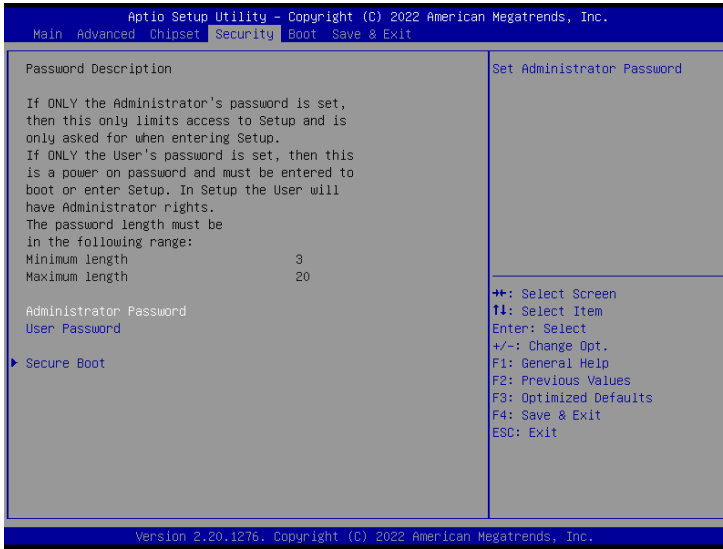 Aptio Setup Utility – Copyright (C) 2022 American Megatrends, Inc.
Main Advanced Chipset Security Boot Save & Exit
Password Description
If ONLY the Administrator's password is set,
then this only limits access to Setup and is
only asked for when entering Setup.
If ONLY the User's password is set, then this
is a power on password and must be entered to
boot or enter Setup. In Setup the User will
have Administrator rights.
The password length must be
in the following range:
Minimum length 3
Maximum length 20
Administrator Password
User Password
Secure Boot
Set Administrator Password
→←: Select Screen
↑↓: Select Item
Enter: Select
+/-: Change Opt.
F1: General Help
F2: Previous Values
F3: Optimized Defaults
F4: Save & Exit
ESC: Exit
Version 2.20.1276. Copyright (C) 2022 American Megatrends, Inc.